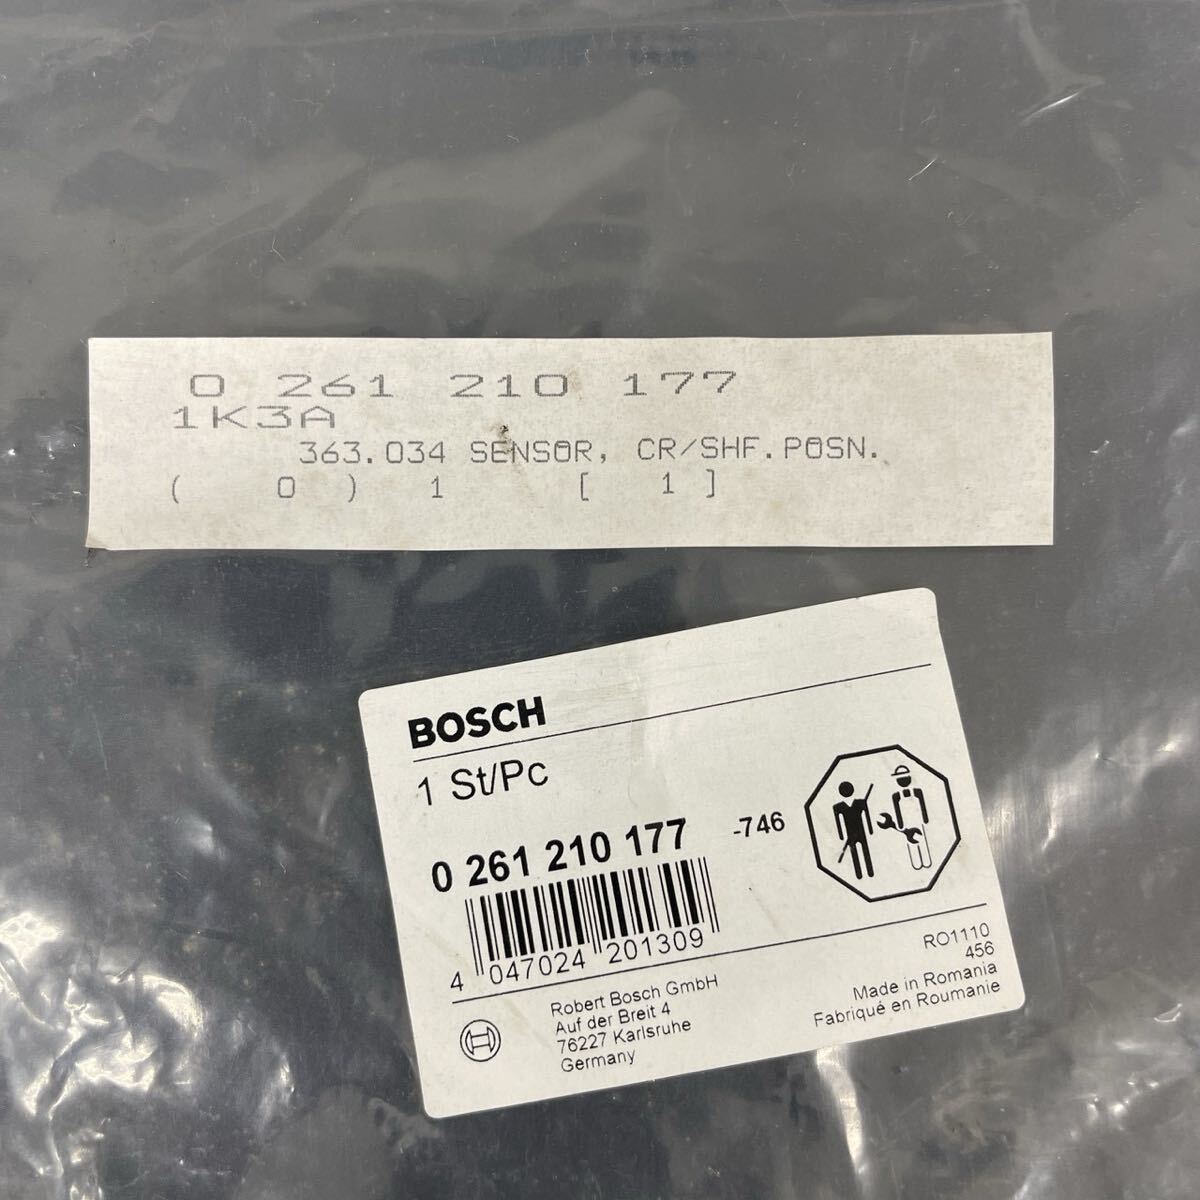 0 261 210 177
1K3A
363.034 SENSOR, CR/SHF.POSN.
( 0 ) 1 [ 1 ]
BOSCH
1 St/Pc
0 261 210 177 -746
4 047024 201309
Robert Bosch GmbH
Auf der Breit 4
76227 Karlsruhe
Germany
RO1110
456
Made in Romania
Fabriqué en Roumanie